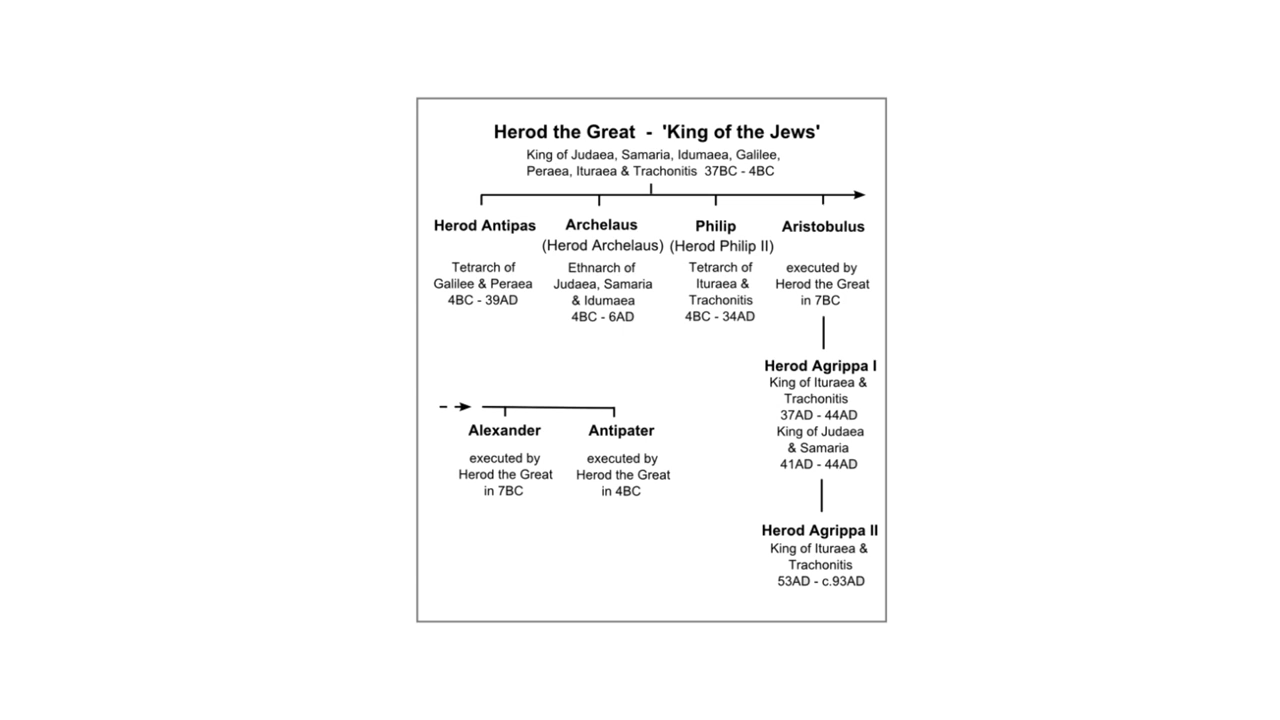 Herod the Great - 'King of the Jews'
King of Judaea, Samaria, Idumaea, Galilee,
Peraea, Ituraea & Trachonitis 37BC - 4BC
Herod Antipas
Tetrarch of
Galilee & Peraea
4BC - 39AD
Archelaus
(Herod Archelaus)
Ethnarch of
Judaea, Samaria
& Idumaea
4BC - 6AD
Philip
(Herod Philip II)
Tetrarch of
Ituraea &
Trachonitis
4BC - 34AD
Aristobulus
executed by
Herod the Great
in 7BC
Herod Agrippa I
King of Ituraea &
Trachonitis
37AD - 44AD
King of Judaea
& Samaria
41AD - 44AD
Herod Agrippa II
King of Ituraea &
Trachonitis
53AD - c.93AD
Alexander
executed by
Herod the Great
in 7BC
Antipater
executed by
Herod the Great
in 4BC